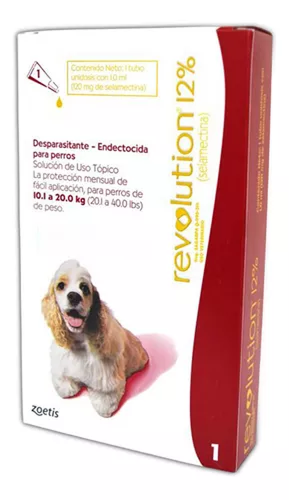 1
Contenido Neto: 1 tubo
unidosis con 1.0 ml
(120 mg de selamectina)
Desparasitante - Endectocida
para perros
Solución de Uso Tópico
La protección mensual de
fácil aplicación, para perros de
10.1 a 20.0 kg (20.1 a 40.0 lbs)
de peso.
revolution 12%
(selamectina)
zoetis
1
revolution 12%